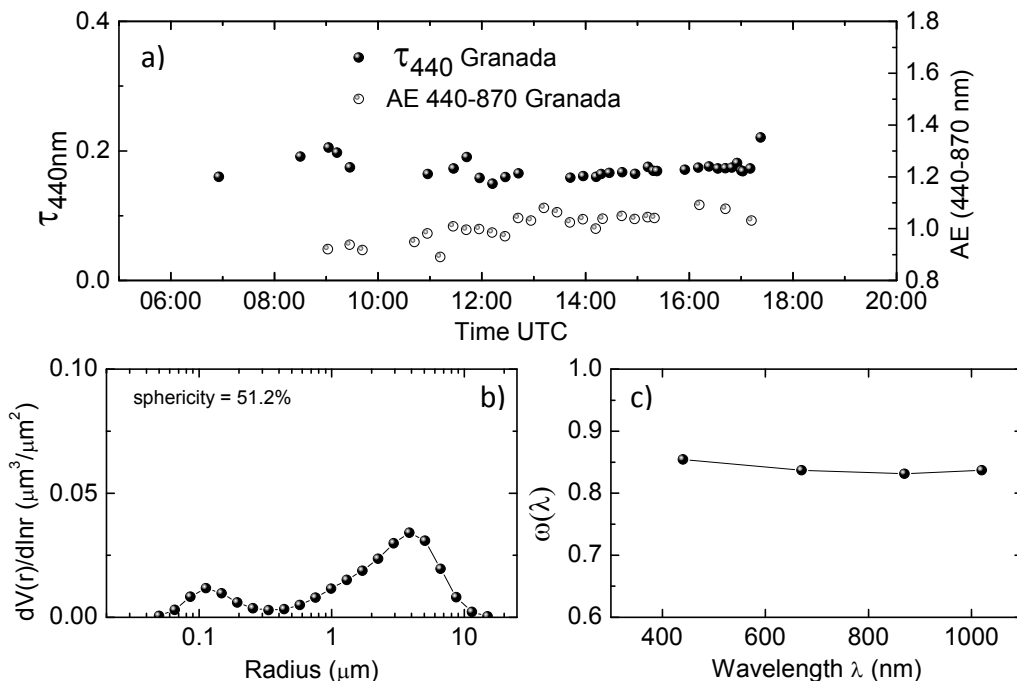 a)
τ440 Granada
AE 440-870 Granada
0.4
0.2
0.0
τ440nm
1.8
1.6
1.4
1.2
1.0
0.8
AE (440-870 nm)
06:00 08:00 10:00 12:00 14:00 16:00 18:00 20:00
Time UTC
b)
sphericity = 51.2%
0.10
0.05
0.00
dV(r)/dlnr (μm³/μm²)
0.1 1 10
Radius (μm)
c)
1.0
0.9
0.8
0.7
0.6
ω(λ)
400 600 800 1000
Wavelength λ (nm)